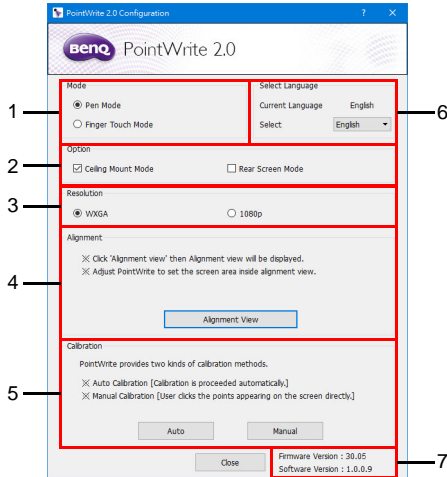 PointWrite 2.0 Configuration ? ×
BenQ PointWrite 2.0
Mode
Pen Mode
Finger Touch Mode
1
Select Language
Current Language English
Select English
6
Option
Ceiling Mount Mode Rear Screen Mode
2
Resolution
WXGA 1080p
3
Alignment
※ Click 'Alignment view' then Alignment view will be displayed.
※ Adjust PointWrite to set the screen area inside alignment view.
4
Alignment View
Calibration
PointWrite provides two kinds of calibration methods.
※ Auto Calibration [Calibration is proceeded automatically.]
※ Manual Calibration [User clicks the points appearing on the screen directly.]
5
Auto Manual
Close
Firmware Version : 30.05
Software Version : 1.0.0.9
7